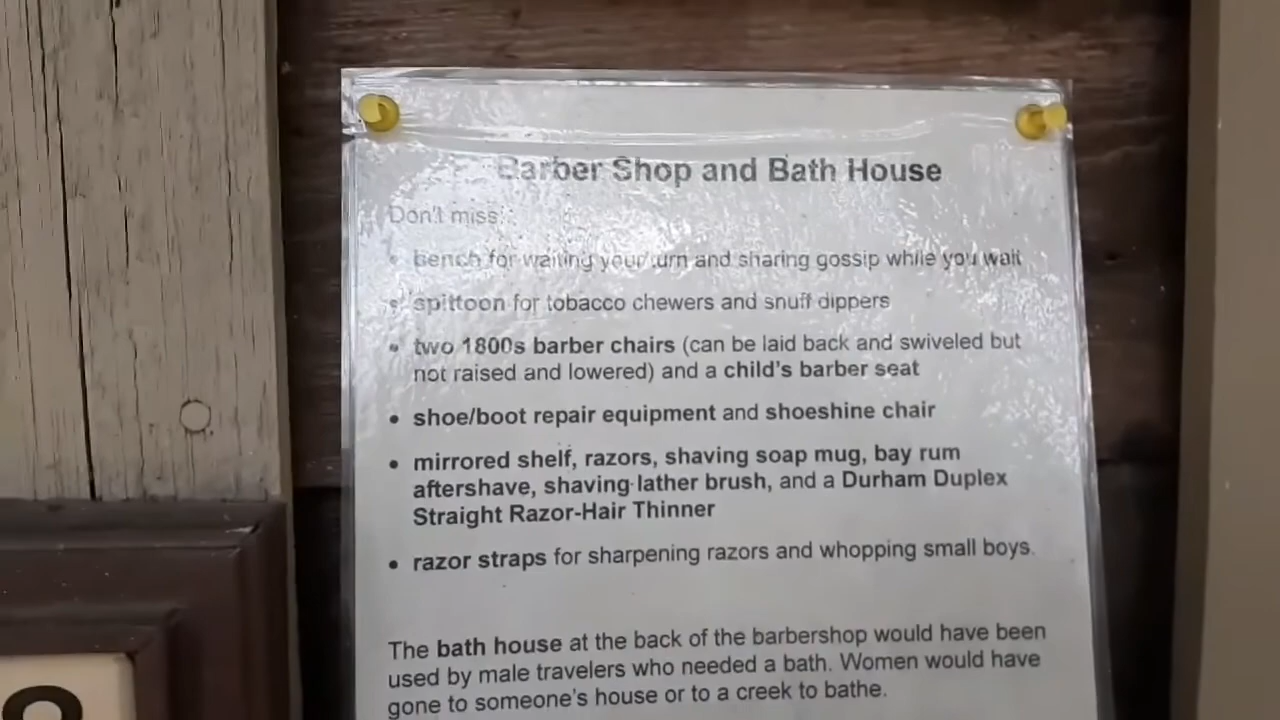 Barber Shop and Bath House
Don't miss:
• bench for waiting your turn and sharing gossip while you wait
• spittoon for tobacco chewers and snuff dippers
• two 1800s barber chairs (can be laid back and swiveled but
not raised and lowered) and a child's barber seat
• shoe/boot repair equipment and shoeshine chair
• mirrored shelf, razors, shaving soap mug, bay rum
aftershave, shaving lather brush, and a Durham Duplex
Straight Razor-Hair Thinner
• razor straps for sharpening razors and whopping small boys.
The bath house at the back of the barbershop would have been
used by male travelers who needed a bath. Women would have
gone to someone's house or to a creek to bathe.